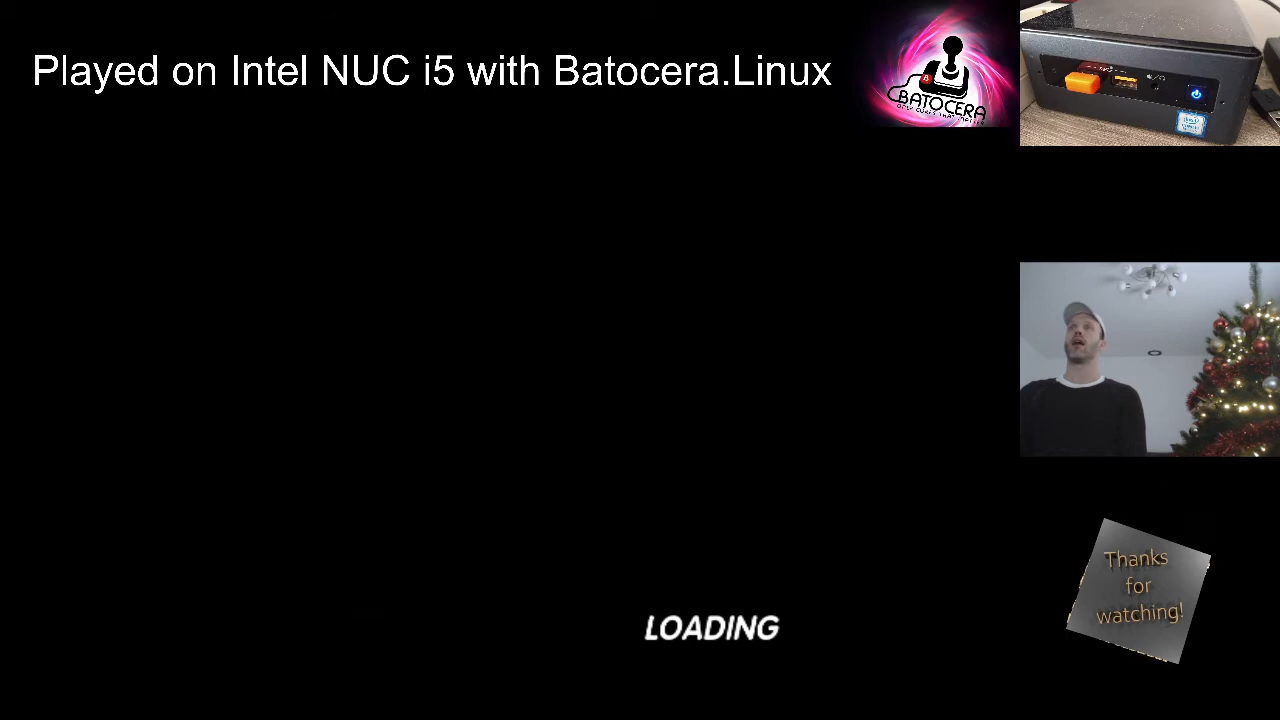 Played on Intel NUC i5 with Batocera.Linux
BATOCERA
LOADING
Thanks
for
watching!